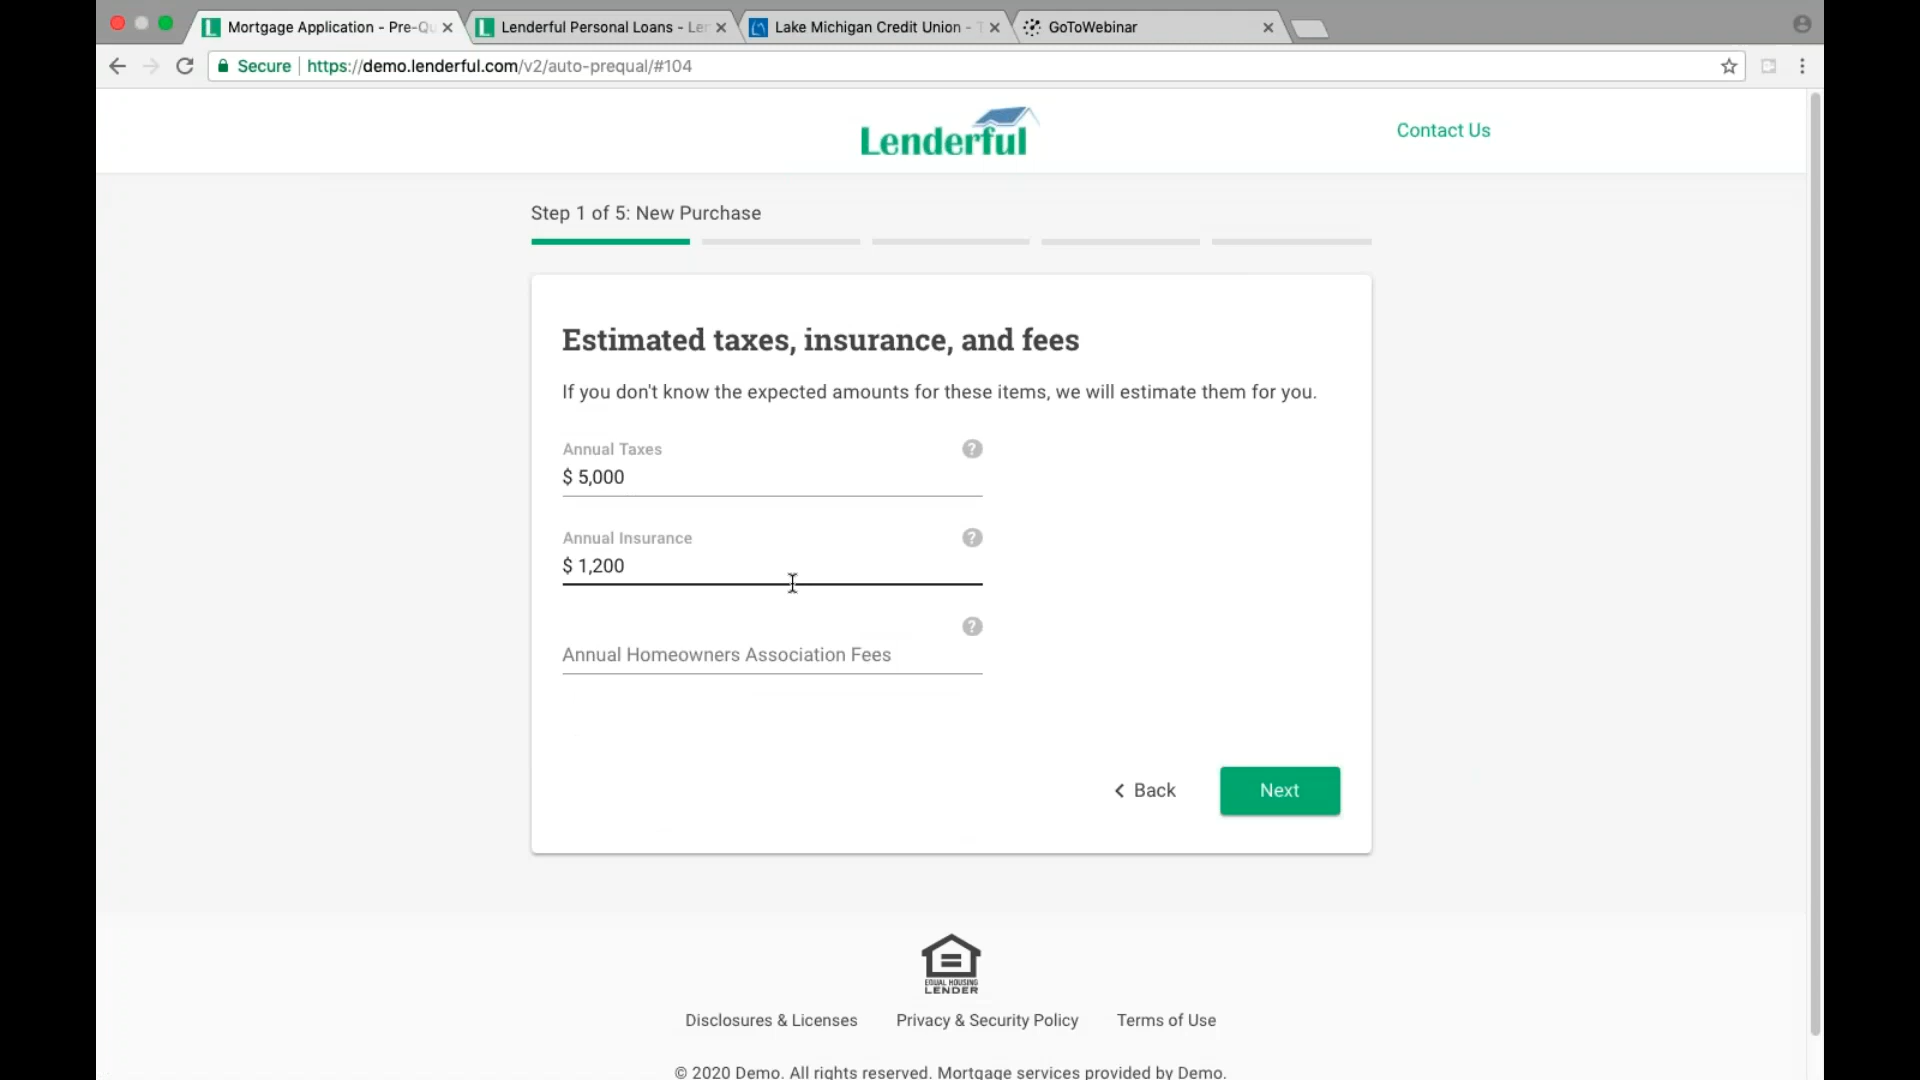 Mortgage Application - Pre-Qu
Lenderful Personal Loans - Ler
Lake Michigan Credit Union - T
GoToWebinar
Secure | https://demo.lenderful.com/v2/auto-prequal/#104
Lenderful
Contact Us
Step 1 of 5: New Purchase
Estimated taxes, insurance, and fees
If you don't know the expected amounts for these items, we will estimate them for you.
Annual Taxes ?
$ 5,000
Annual Insurance ?
$ 1,200
?
Annual Homeowners Association Fees
Back Next
EQUAL HOUSING
LENDER
Disclosures & Licenses Privacy & Security Policy Terms of Use
© 2020 Demo. All rights reserved. Mortgage services provided by Demo.